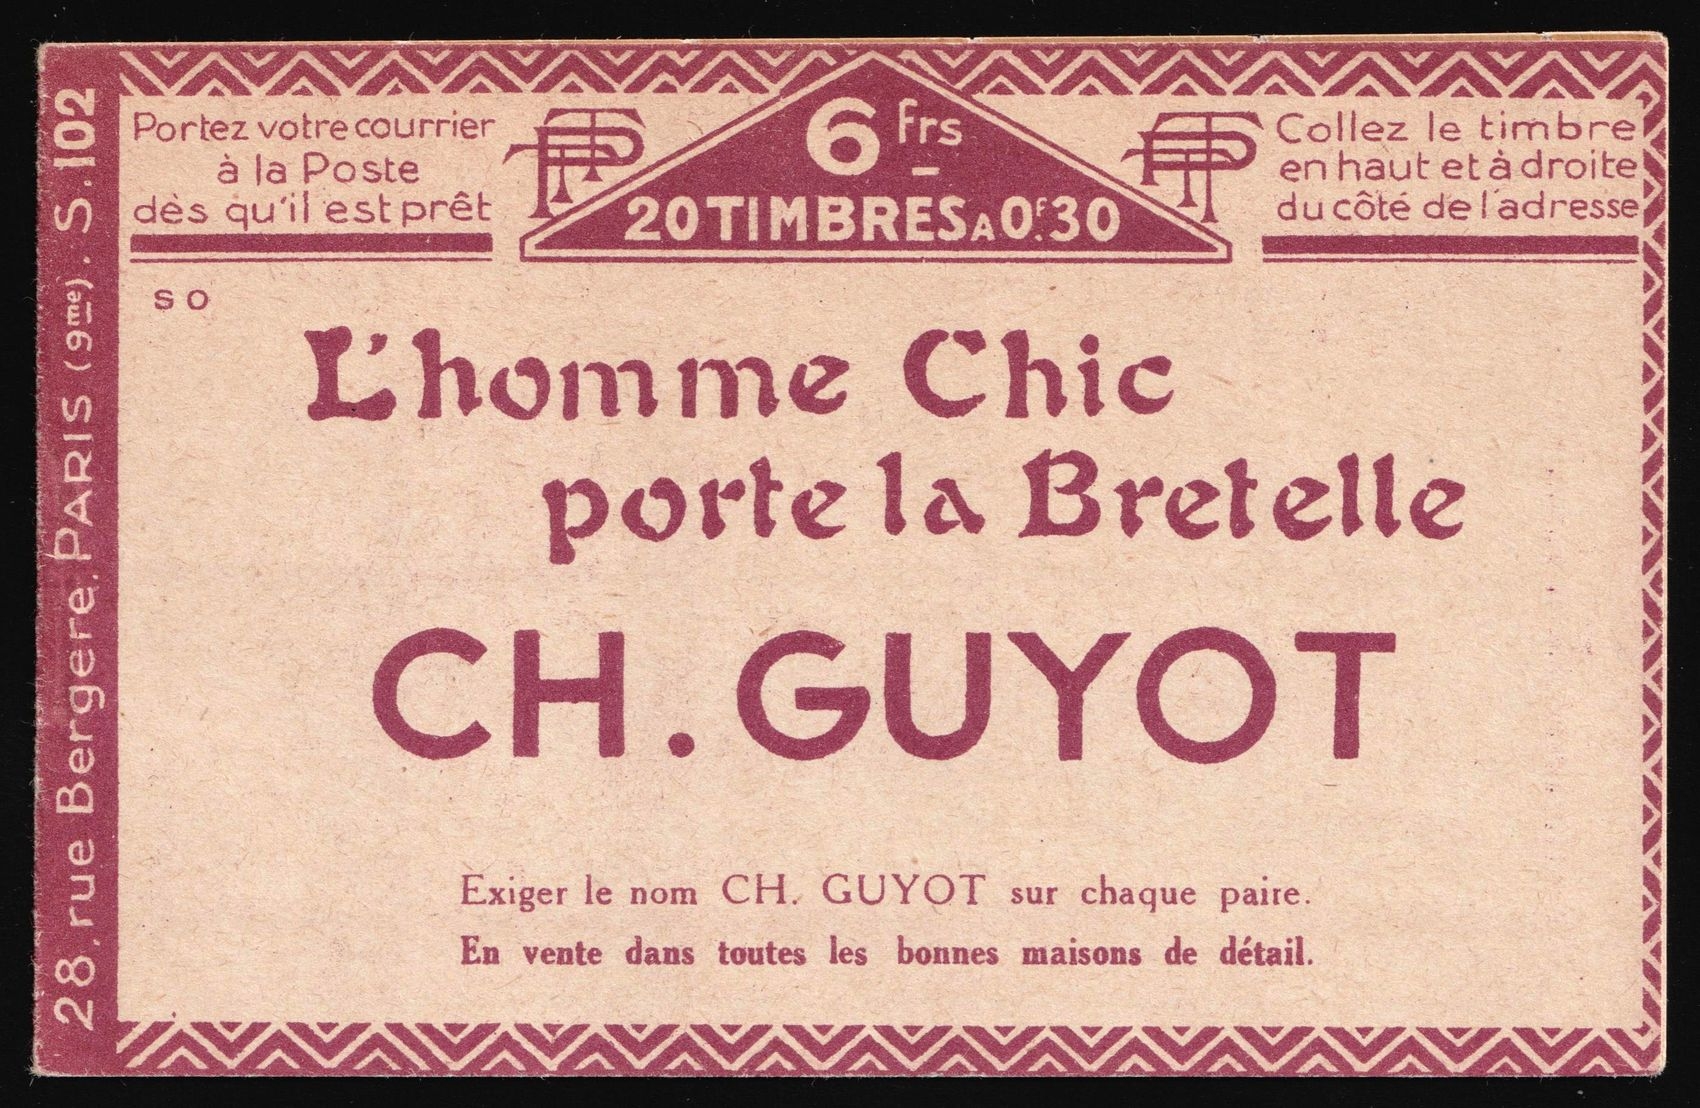 28, rue Bergère, PARIS (9me). S.102
Portez votre courrier
à la Poste
dès qu'il est prêt
PTT
6 frs
20 TIMBRES A 0f.30
PTT
Collez le timbre
en haut et à droite
du côté de l'adresse
SO
L'homme Chic
porte la Bretelle
CH. GUYOT
Exiger le nom CH. GUYOT sur chaque paire.
En vente dans toutes les bonnes maisons de détail.